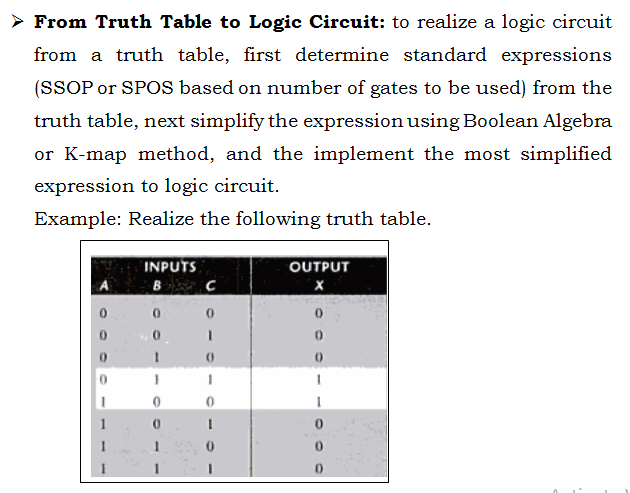 ➤ From Truth Table to Logic Circuit: to realize a logic circuit
from a truth table, first determine standard expressions
(SSOP or SPOS based on number of gates to be used) from the
truth table, next simplify the expression using Boolean Algebra
or K-map method, and the implement the most simplified
expression to logic circuit.
Example: Realize the following truth table.
INPUTS OUTPUT
A B C X
0 0 0 0
0 0 1 0
0 1 0 0
0 1 1 1
1 0 0 1
1 0 1 0
1 1 0 0
1 1 1 0